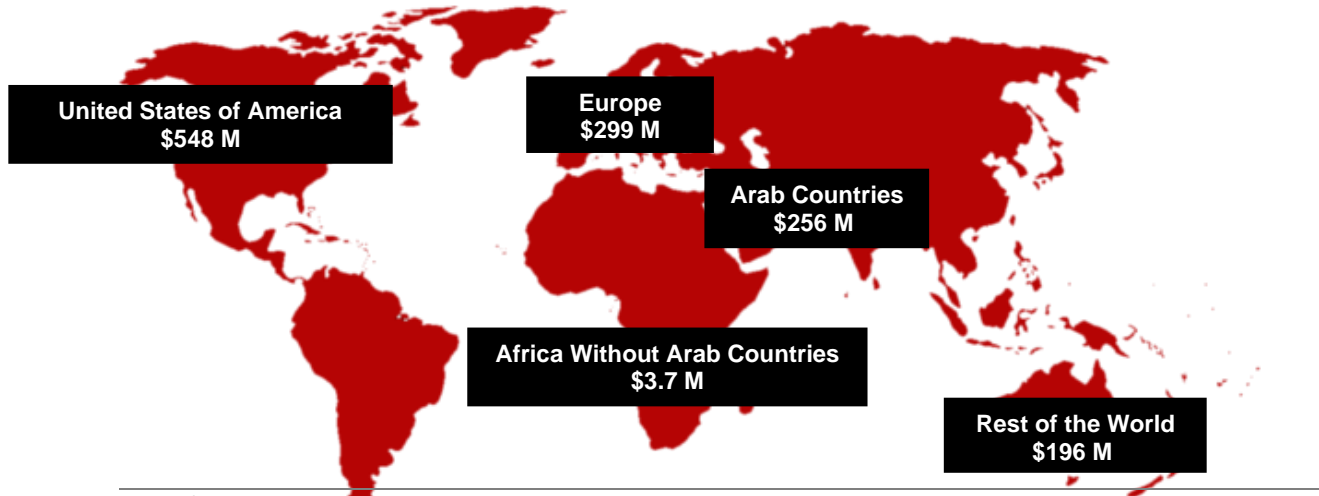 United States of America
$548 M
Europe
$299 M
Arab Countries
$256 M
Africa Without Arab Countries
$3.7 M
Rest of the World
$196 M